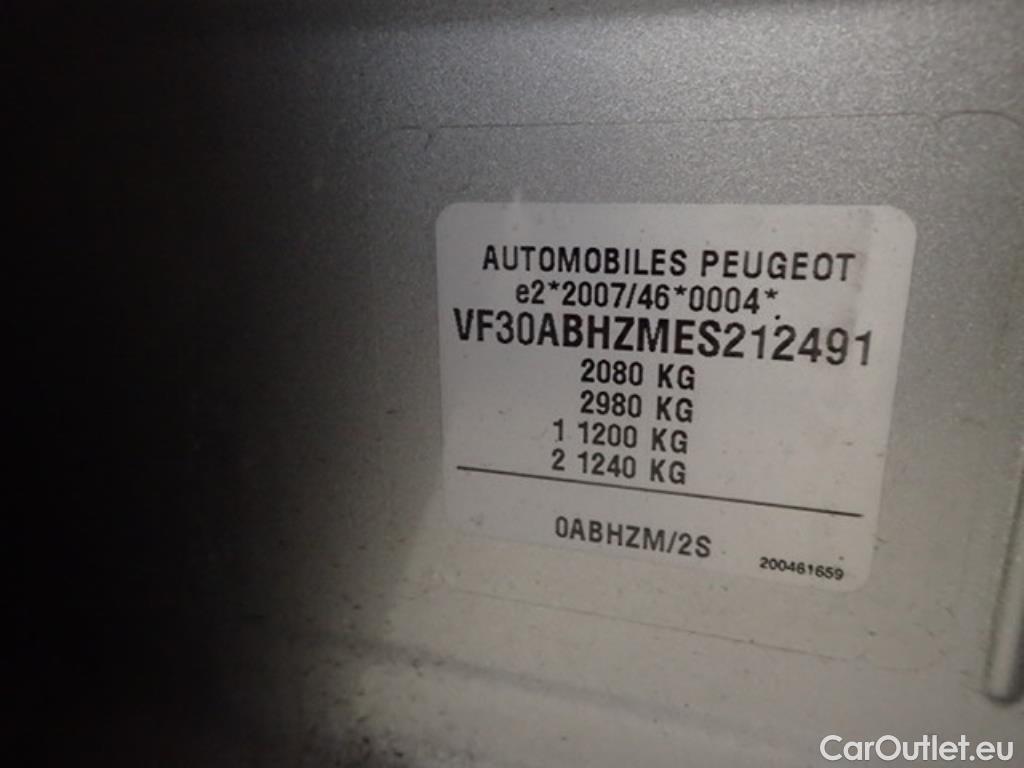 AUTOMOBILES PEUGEOT
e2*2007/46*0004*
VF30ABHZMES212491
2080 KG
2980 KG
1 1200 KG
2 1240 KG
0ABHZM/2S
200461659
CarOutlet.eu